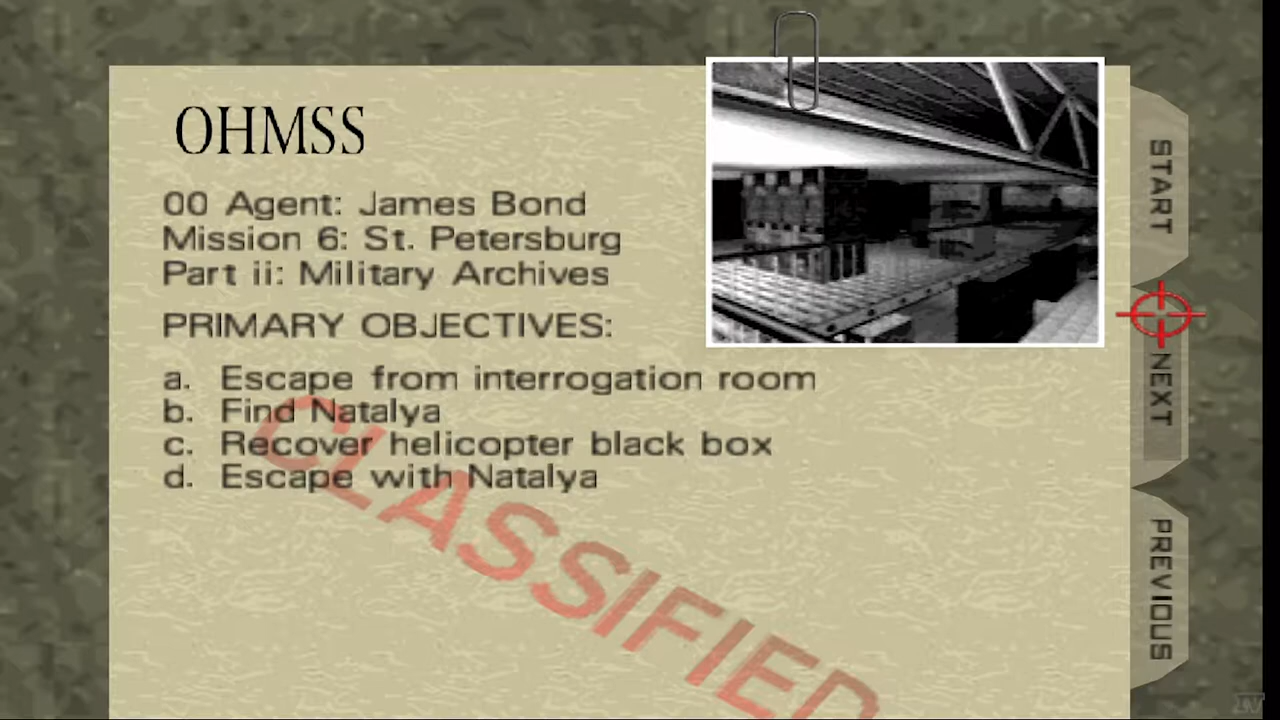 OHMSS
00 Agent: James Bond
Mission 6: St. Petersburg
Part ii: Military Archives
PRIMARY OBJECTIVES:
a. Escape from interrogation room
b. Find Natalya
c. Recover helicopter black box
d. Escape with Natalya
CLASSIFIED
START
NEXT
PREVIOUS